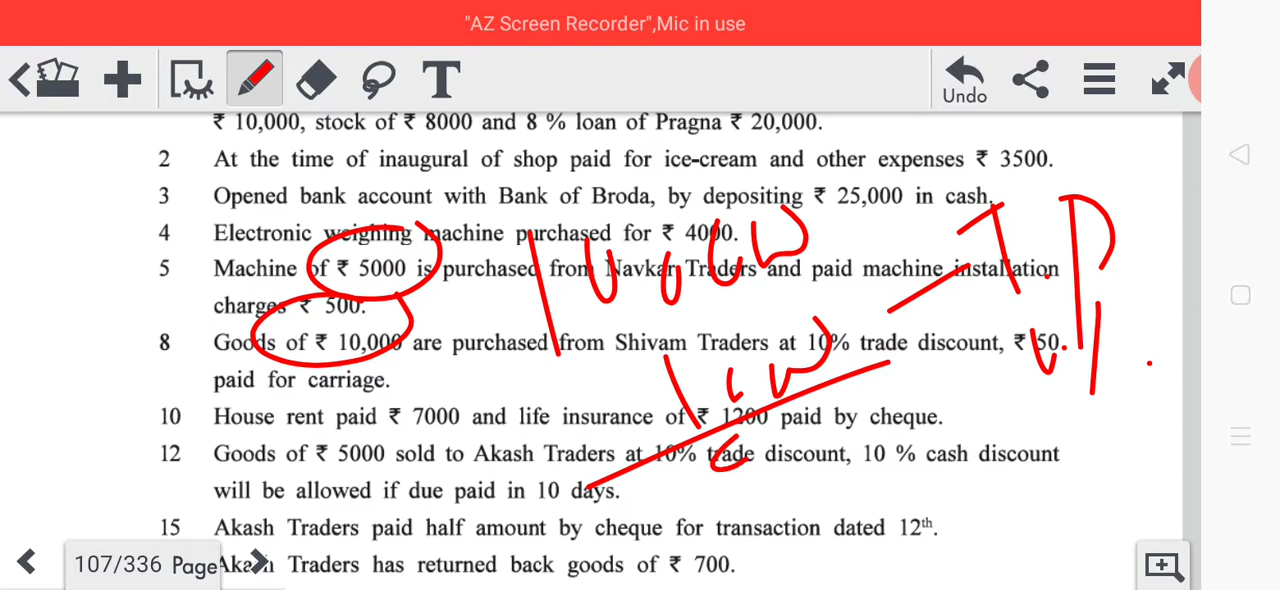 "AZ Screen Recorder",Mic in use
T
Undo
₹ 10,000, stock of ₹ 8000 and 8 % loan of Pragna ₹ 20,000.
2 At the time of inaugural of shop paid for ice-cream and other expenses ₹ 3500.
3 Opened bank account with Bank of Broda, by depositing ₹ 25,000 in cash.
4 Electronic weighing machine purchased for ₹ 4000.
5 Machine of ₹ 5000 is purchased from Navkar Traders and paid machine installation
charges ₹ 500.
8 Goods of ₹ 10,000 are purchased from Shivam Traders at 10% trade discount, ₹ 50.
paid for carriage.
10 House rent paid ₹ 7000 and life insurance of ₹ 1200 paid by cheque.
12 Goods of ₹ 5000 sold to Akash Traders at 10% trade discount, 10 % cash discount
will be allowed if due paid in 10 days.
15 Akash Traders paid half amount by cheque for transaction dated 12th.
107/336 Page Akash Traders has returned back goods of ₹ 700.